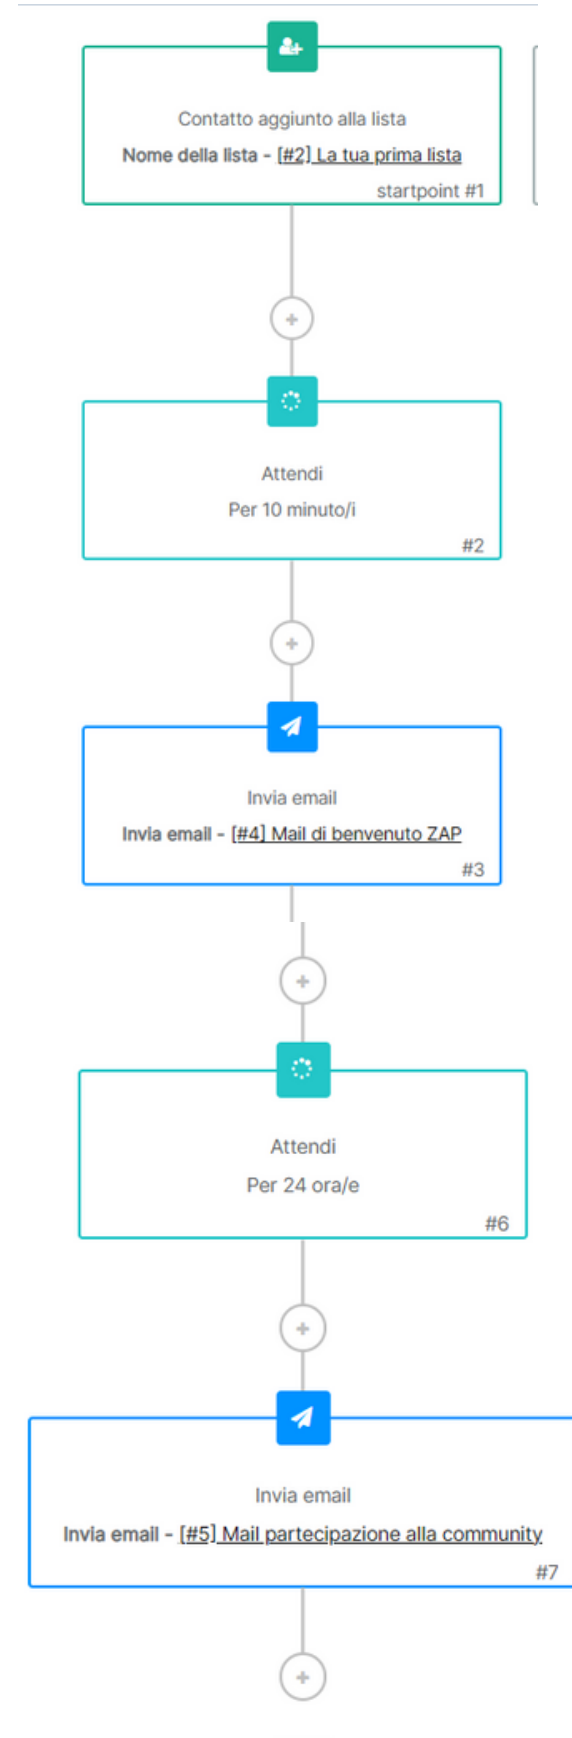 Contatto aggiunto alla lista
Nome della lista - [#2] La tua prima lista
startpoint #1
Attendi
Per 10 minuto/i
#2
Invia email
Invia email - [#4] Mail di benvenuto ZAP
#3
Attendi
Per 24 ora/e
#6
Invia email
Invia email - [#5] Mail partecipazione alla community
#7